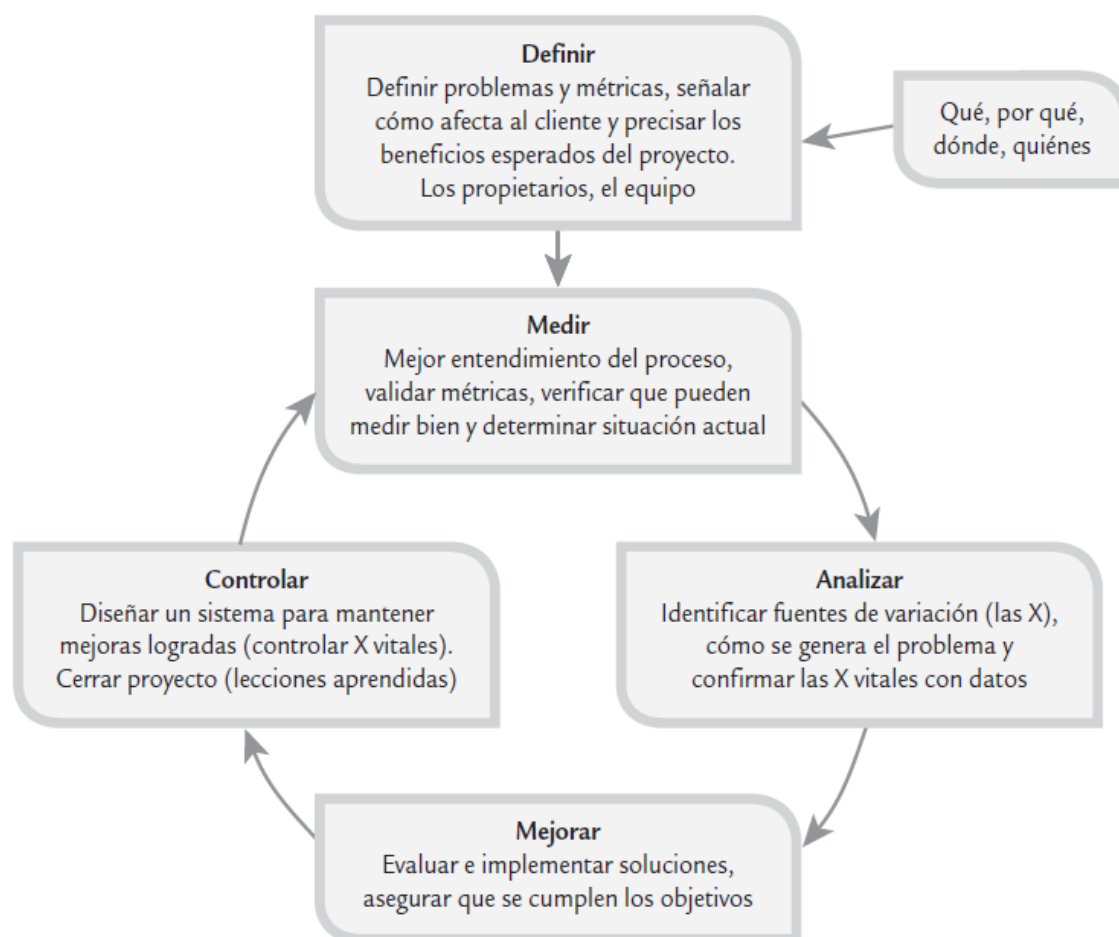 Definir
Definir problemas y métricas, señalar
cómo afecta al cliente y precisar los
beneficios esperados del proyecto.
Los propietarios, el equipo
Qué, por qué,
dónde, quiénes
Medir
Mejor entendimiento del proceso,
validar métricas, verificar que pueden
medir bien y determinar situación actual
Controlar
Diseñar un sistema para mantener
mejoras logradas (controlar X vitales).
Cerrar proyecto (lecciones aprendidas)
Analizar
Identificar fuentes de variación (las X),
cómo se genera el problema y
confirmar las X vitales con datos
Mejorar
Evaluar e implementar soluciones,
asegurar que se cumplen los objetivos